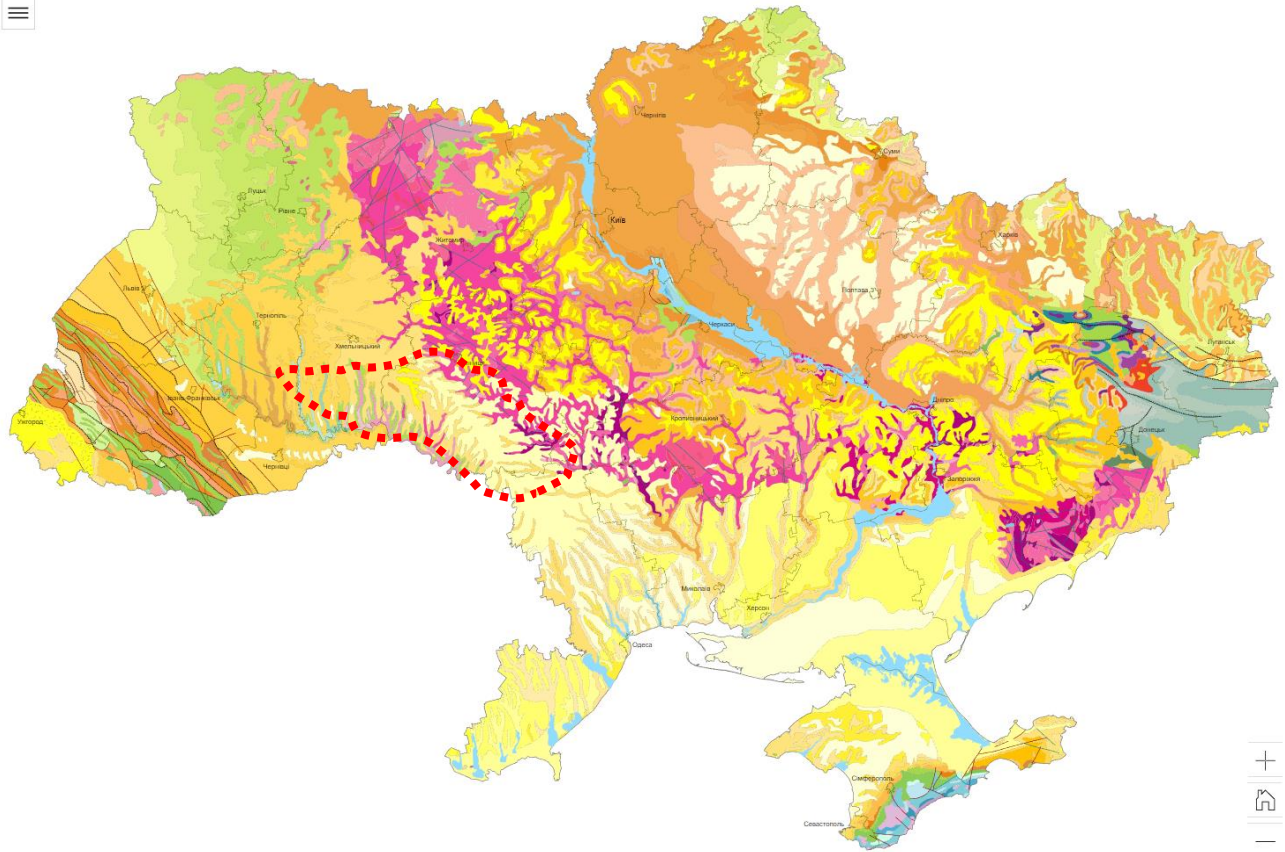 Чернігів
Суми
Луцьк
Рівне
Київ
Житомир
Харків
Львів
Полтава
Тернопіль
Черкаси
Хмельницький
Луганськ
Івано-Франківськ
Дніпро
Кропивницький
Ужгород
Донецьк
Чернівці
Запоріжжя
Миколаїв
Херсон
Одеса
Сімферополь
Севастополь